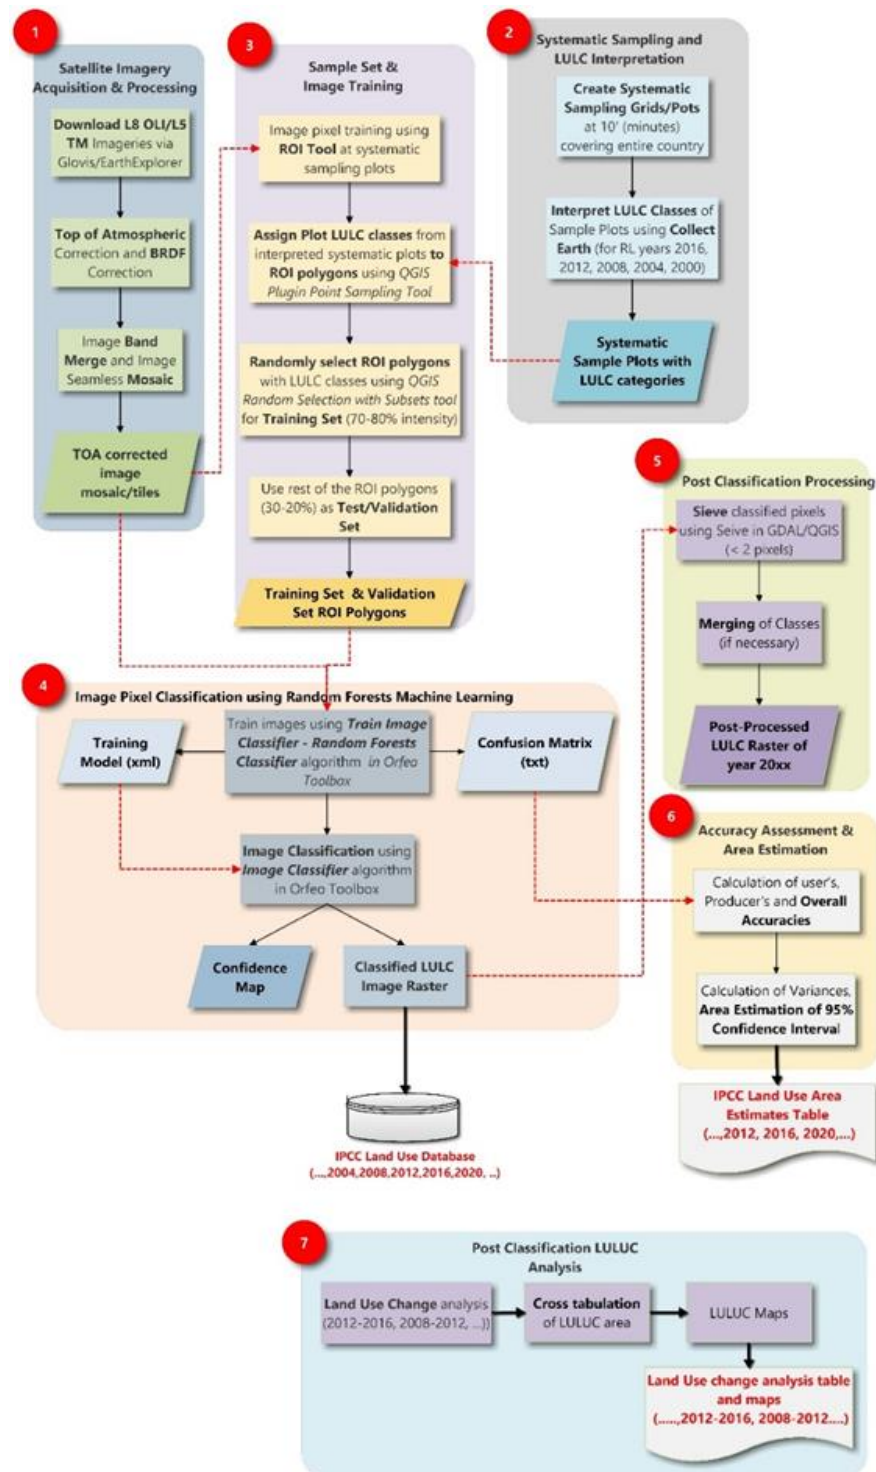 1
Satellite Imagery
Acquisition & Processing
Download L8 OLI/L5
TM Imageries via
Glovis/EarthExplorer
Top of Atmospheric
Correction and BRDF
Correction
Image Band
Merge and Image
Seamless Mosaic
TOA corrected
image
mosaic/tiles
3
Sample Set &
Image Training
Image pixel training using
ROI Tool at systematic
sampling plots
Assign Plot LULC classes from
interpreted systematic plots to
ROI polygons using QGIS
Plugin Point Sampling Tool
Randomly select ROI polygons
with LULC classes using QGIS
Random Selection with Subsets tool
for Training Set (70-80% intensity)
Use rest of the ROI polygons
(30-20%) as Test/Validation
Set
Training Set & Validation
Set ROI Polygons
2
Systematic Sampling and
LULC Interpretation
Create Systematic
Sampling Grids/Pots
at 10' (minutes)
covering entire country
Interpret LULC Classes of
Sample Plots using Collect
Earth (for RL years 2016,
2012, 2008, 2004, 2000)
Systematic
Sample Plots with
LULC categories
5
Post Classification Processing
Sieve classified pixels
using Seive in GDAL/QGIS
(< 2 pixels)
Merging of Classes
(if necessary)
Post-Processed
LULC Raster of
year 20xx
4
Image Pixel Classification using Random Forests Machine Learning
Training
Model (xml)
Train images using Train Image
Classifier - Random Forests
Classifier algorithm in Orfeo
Toolbox
Confusion Matrix
(txt)
Image Classification using
Image Classifier algorithm
in Orfeo Toolbox
Confidence
Map
Classified LULC
Image Raster
IPCC Land Use Database
(...,2004,2008,2012,2016,2020, ..)
6
Accuracy Assessment &
Area Estimation
Calculation of user's,
Producer's and Overall
Accuracies
Calculation of Variances,
Area Estimation of 95%
Confidence Interval
IPCC Land Use Area
Estimates Table
(...,2012, 2016, 2020,...)
7
Post Classification LULUC
Analysis
Land Use Change analysis
(2012-2016, 2008-2012, ...))
Cross tabulation
of LULUC area
LULUC Maps
Land Use change analysis table
and maps
(.....,2012-2016, 2008-2012....)